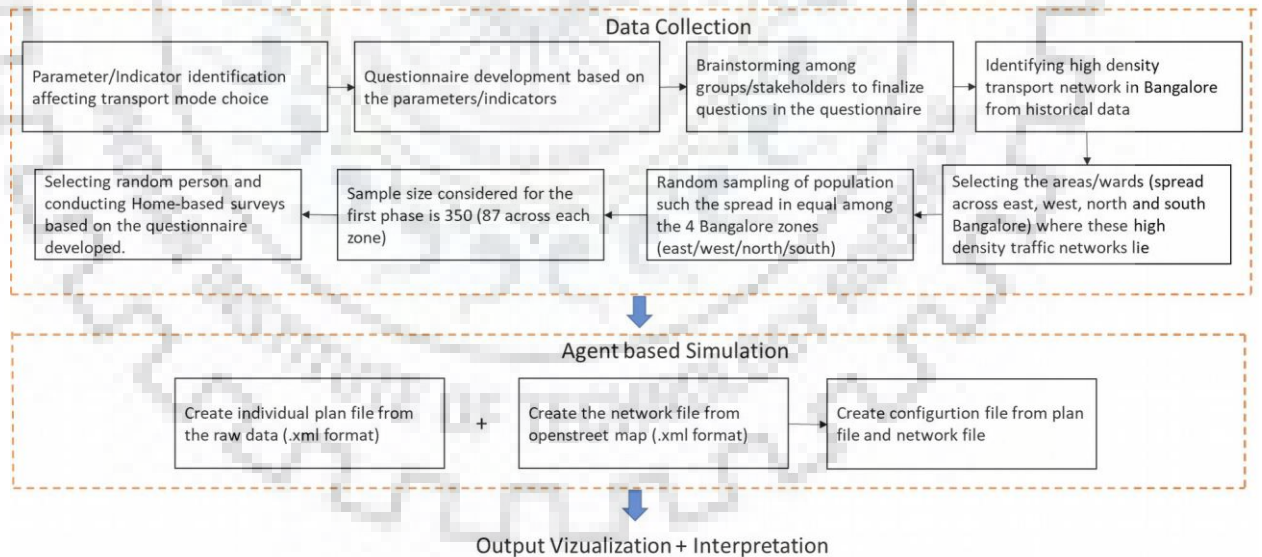 Data Collection
Parameter/Indicator identification
affecting transport mode choice
Questionnaire development based on
the parameters/indicators
Brainstorming among
groups/stakeholders to finalize
questions in the questionnaire
Identifying high density
transport network in Bangalore
from historical data
Selecting the areas/wards (spread
across east, west, north and south
Bangalore) where these high
density traffic networks lie
Random sampling of population
such the spread in equal among
the 4 Bangalore zones
(east/west/north/south)
Sample size considered for the
first phase is 350 (87 across each
zone)
Selecting random person and
conducting Home-based surveys
based on the questionnaire
developed.
Agent based Simulation
Create individual plan file from
the raw data (.xml format)
+
Create the network file from
openstreet map (.xml format)
Create configurtion file from plan
file and network file
Output Vizualization + Interpretation